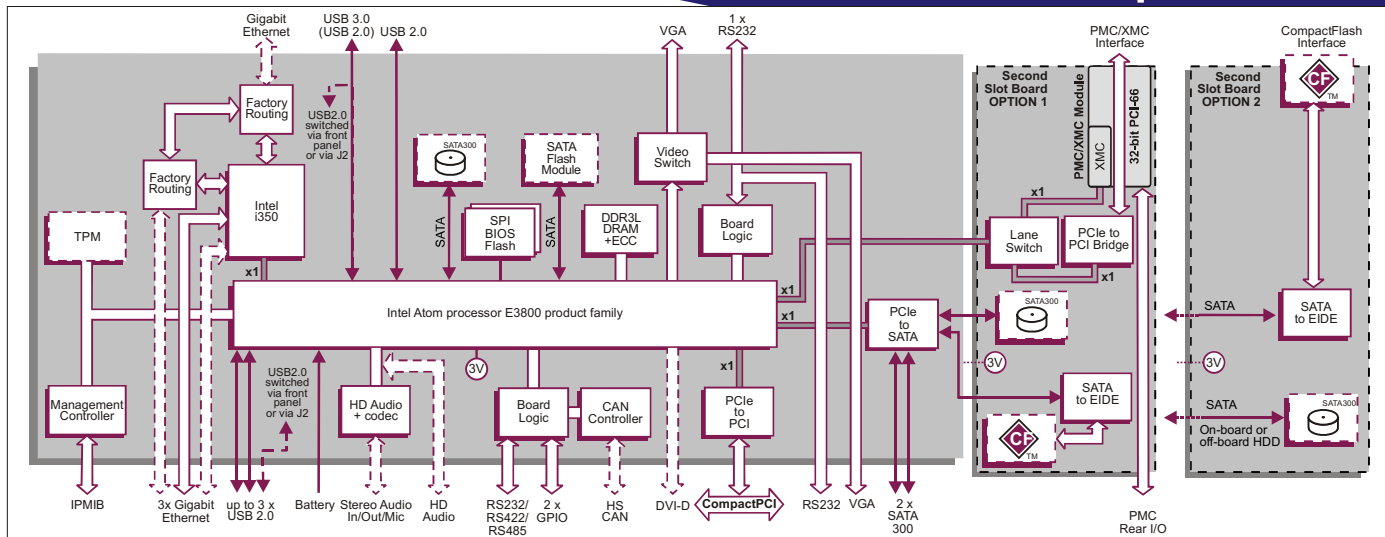 Gigabit
Ethernet
USB 3.0
(USB 2.0)
USB 2.0
VGA
1 x
RS232
PMC/XMC
Interface
CompactFlash
Interface
Factory
Routing
USB2.0
switched
via front
panel
or via J2
SATA300
SATA
Flash
Module
Video
Switch
Second
Slot Board
OPTION 1
PMC/XMC Module
XMC
32-bit PCI-66
Second
Slot Board
OPTION 2
CF
TM
Factory
Routing
Intel
i350
TPM
SATA
SPI
BIOS
Flash
SATA
DDR3L
DRAM
+ECC
Board
Logic
x1
Lane
Switch
PCIe to
PCI Bridge
x1
x1
x1
Intel Atom processor E3800 product family
x1
PCIe
to
SATA
SATA300
SATA
SATA
to EIDE
USB2.0
switched
via front
panel
or via J2
3V
x1
3V
3V
Management
Controller
HD Audio
+ codec
Board
Logic
CAN
Controller
PCIe
to
PCI
SATA
to EIDE
CF
TM
SATA
On-board or
off-board HDD
SATA300
IPMIB
3x Gigabit
Ethernet
up to 3 x
USB 2.0
Battery
Stereo Audio
In/Out/Mic
HD
Audio
RS232/
RS422/
RS485
2 x
GPIO
HS
CAN
DVI-D
CompactPCI
RS232
VGA
2 x
SATA
300
PMC
Rear I/O